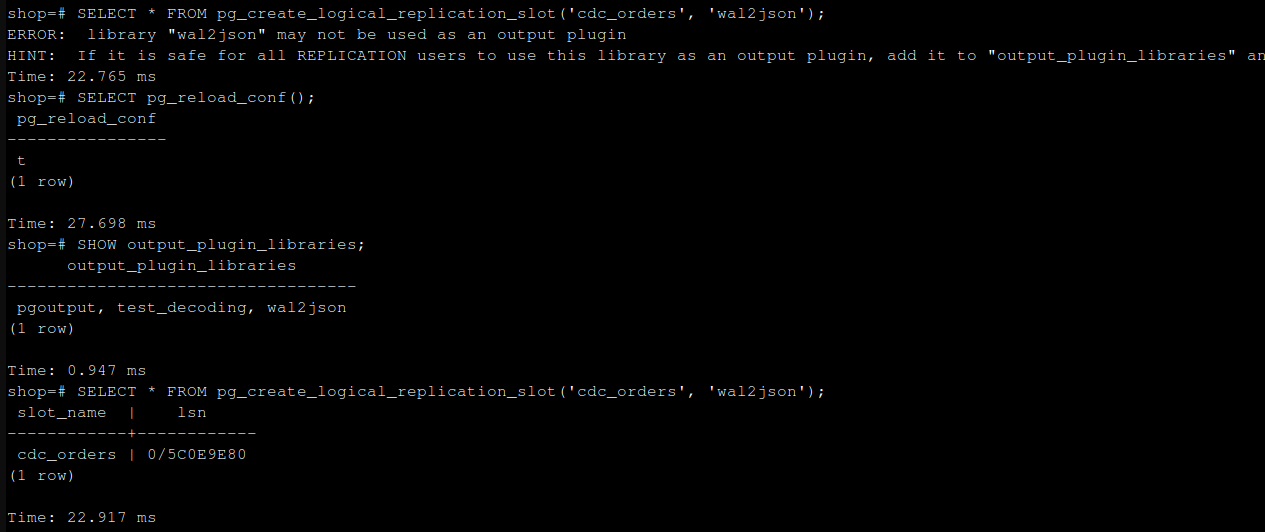 shop=# SELECT * FROM pg_create_logical_replication_slot('cdc_orders', 'wal2json');
ERROR:  library "wal2json" may not be used as an output plugin
HINT:  If it is safe for all REPLICATION users to use this library as an output plugin, add it to "output_plugin_libraries" an
Time: 22.765 ms
shop=# SELECT pg_reload_conf();
 pg_reload_conf
----------------
 t
(1 row)

Time: 27.698 ms
shop=# SHOW output_plugin_libraries;
      output_plugin_libraries
-----------------------------------
 pgoutput, test_decoding, wal2json
(1 row)

Time: 0.947 ms
shop=# SELECT * FROM pg_create_logical_replication_slot('cdc_orders', 'wal2json');
 slot_name  |    lsn
------------+------------
 cdc_orders | 0/5C0E9E80
(1 row)

Time: 22.917 ms